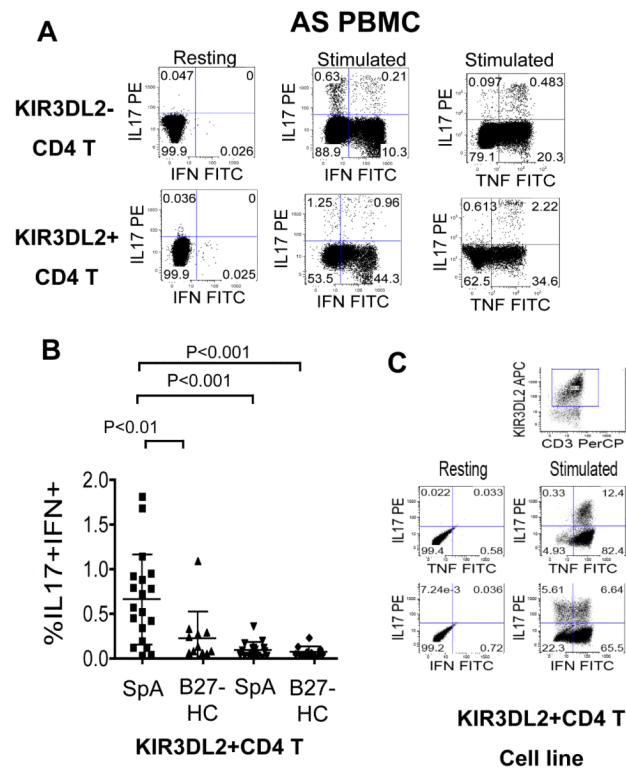 AS PBMC
A
Resting
Stimulated
Stimulated
KIR3DL2-
CD4 T
IL17 PE
0.047
0
99.9
0.026
IFN FITC
IL17 PE
0.63
0.21
88.9
10.3
IFN FITC
IL17 PE
0.097
0.483
79.1
20.3
TNF FITC
KIR3DL2+
CD4 T
IL17 PE
0.036
0
99.9
0.025
IFN FITC
IL17 PE
1.25
0.96
53.5
44.3
IFN FITC
IL17 PE
0.613
2.22
62.5
34.6
TNF FITC
B
P<0.001
P<0.001
P<0.01
%IL17+IFN+
2.0
1.5
1.0
0.5
0.0
SpA
B27-
HC
SpA
B27-
HC
KIR3DL2+CD4 T
C
KIR3DL2 APC
CD3 PerCP
Resting
Stimulated
IL17 PE
0.022
0.033
99.4
0.58
TNF FITC
IL17 PE
0.33
12.4
4.93
82.4
TNF FITC
IL17 PE
7.24e-3
0.036
99.2
0.72
IFN FITC
IL17 PE
5.61
6.64
22.3
65.5
IFN FITC
KIR3DL2+CD4 T
Cell line